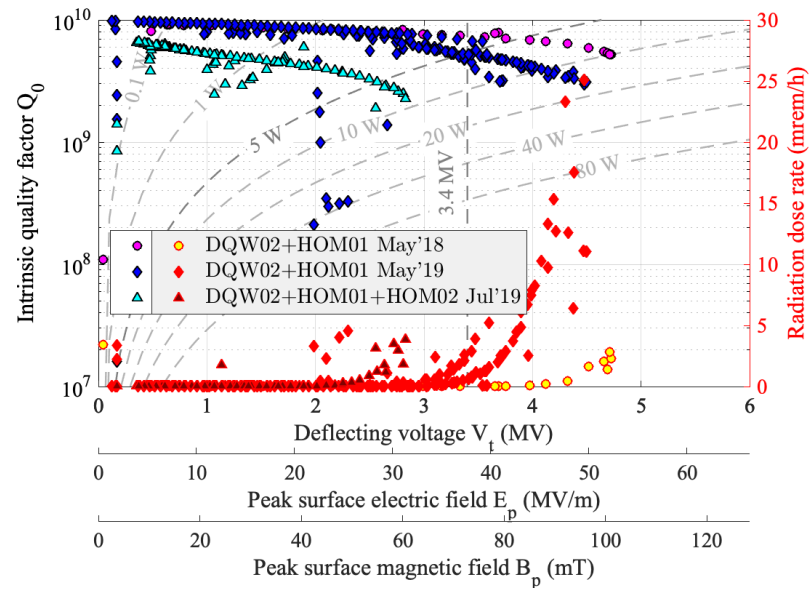 Intrinsic quality factor Q_0
10^10
10^9
10^8
10^7
0.1 W
1 W
5 W
10 W
20 W
40 W
80 W
3.4 MV
DQW02+HOM01 May'18
DQW02+HOM01 May'19
DQW02+HOM01+HOM02 Jul'19
30
25
20
15
10
5
0
Radiation dose rate (mrem/h)
0 1 2 3 4 5 6
Deflecting voltage V_t (MV)
0 10 20 30 40 50 60
Peak surface electric field E_p (MV/m)
0 20 40 60 80 100 120
Peak surface magnetic field B_p (mT)